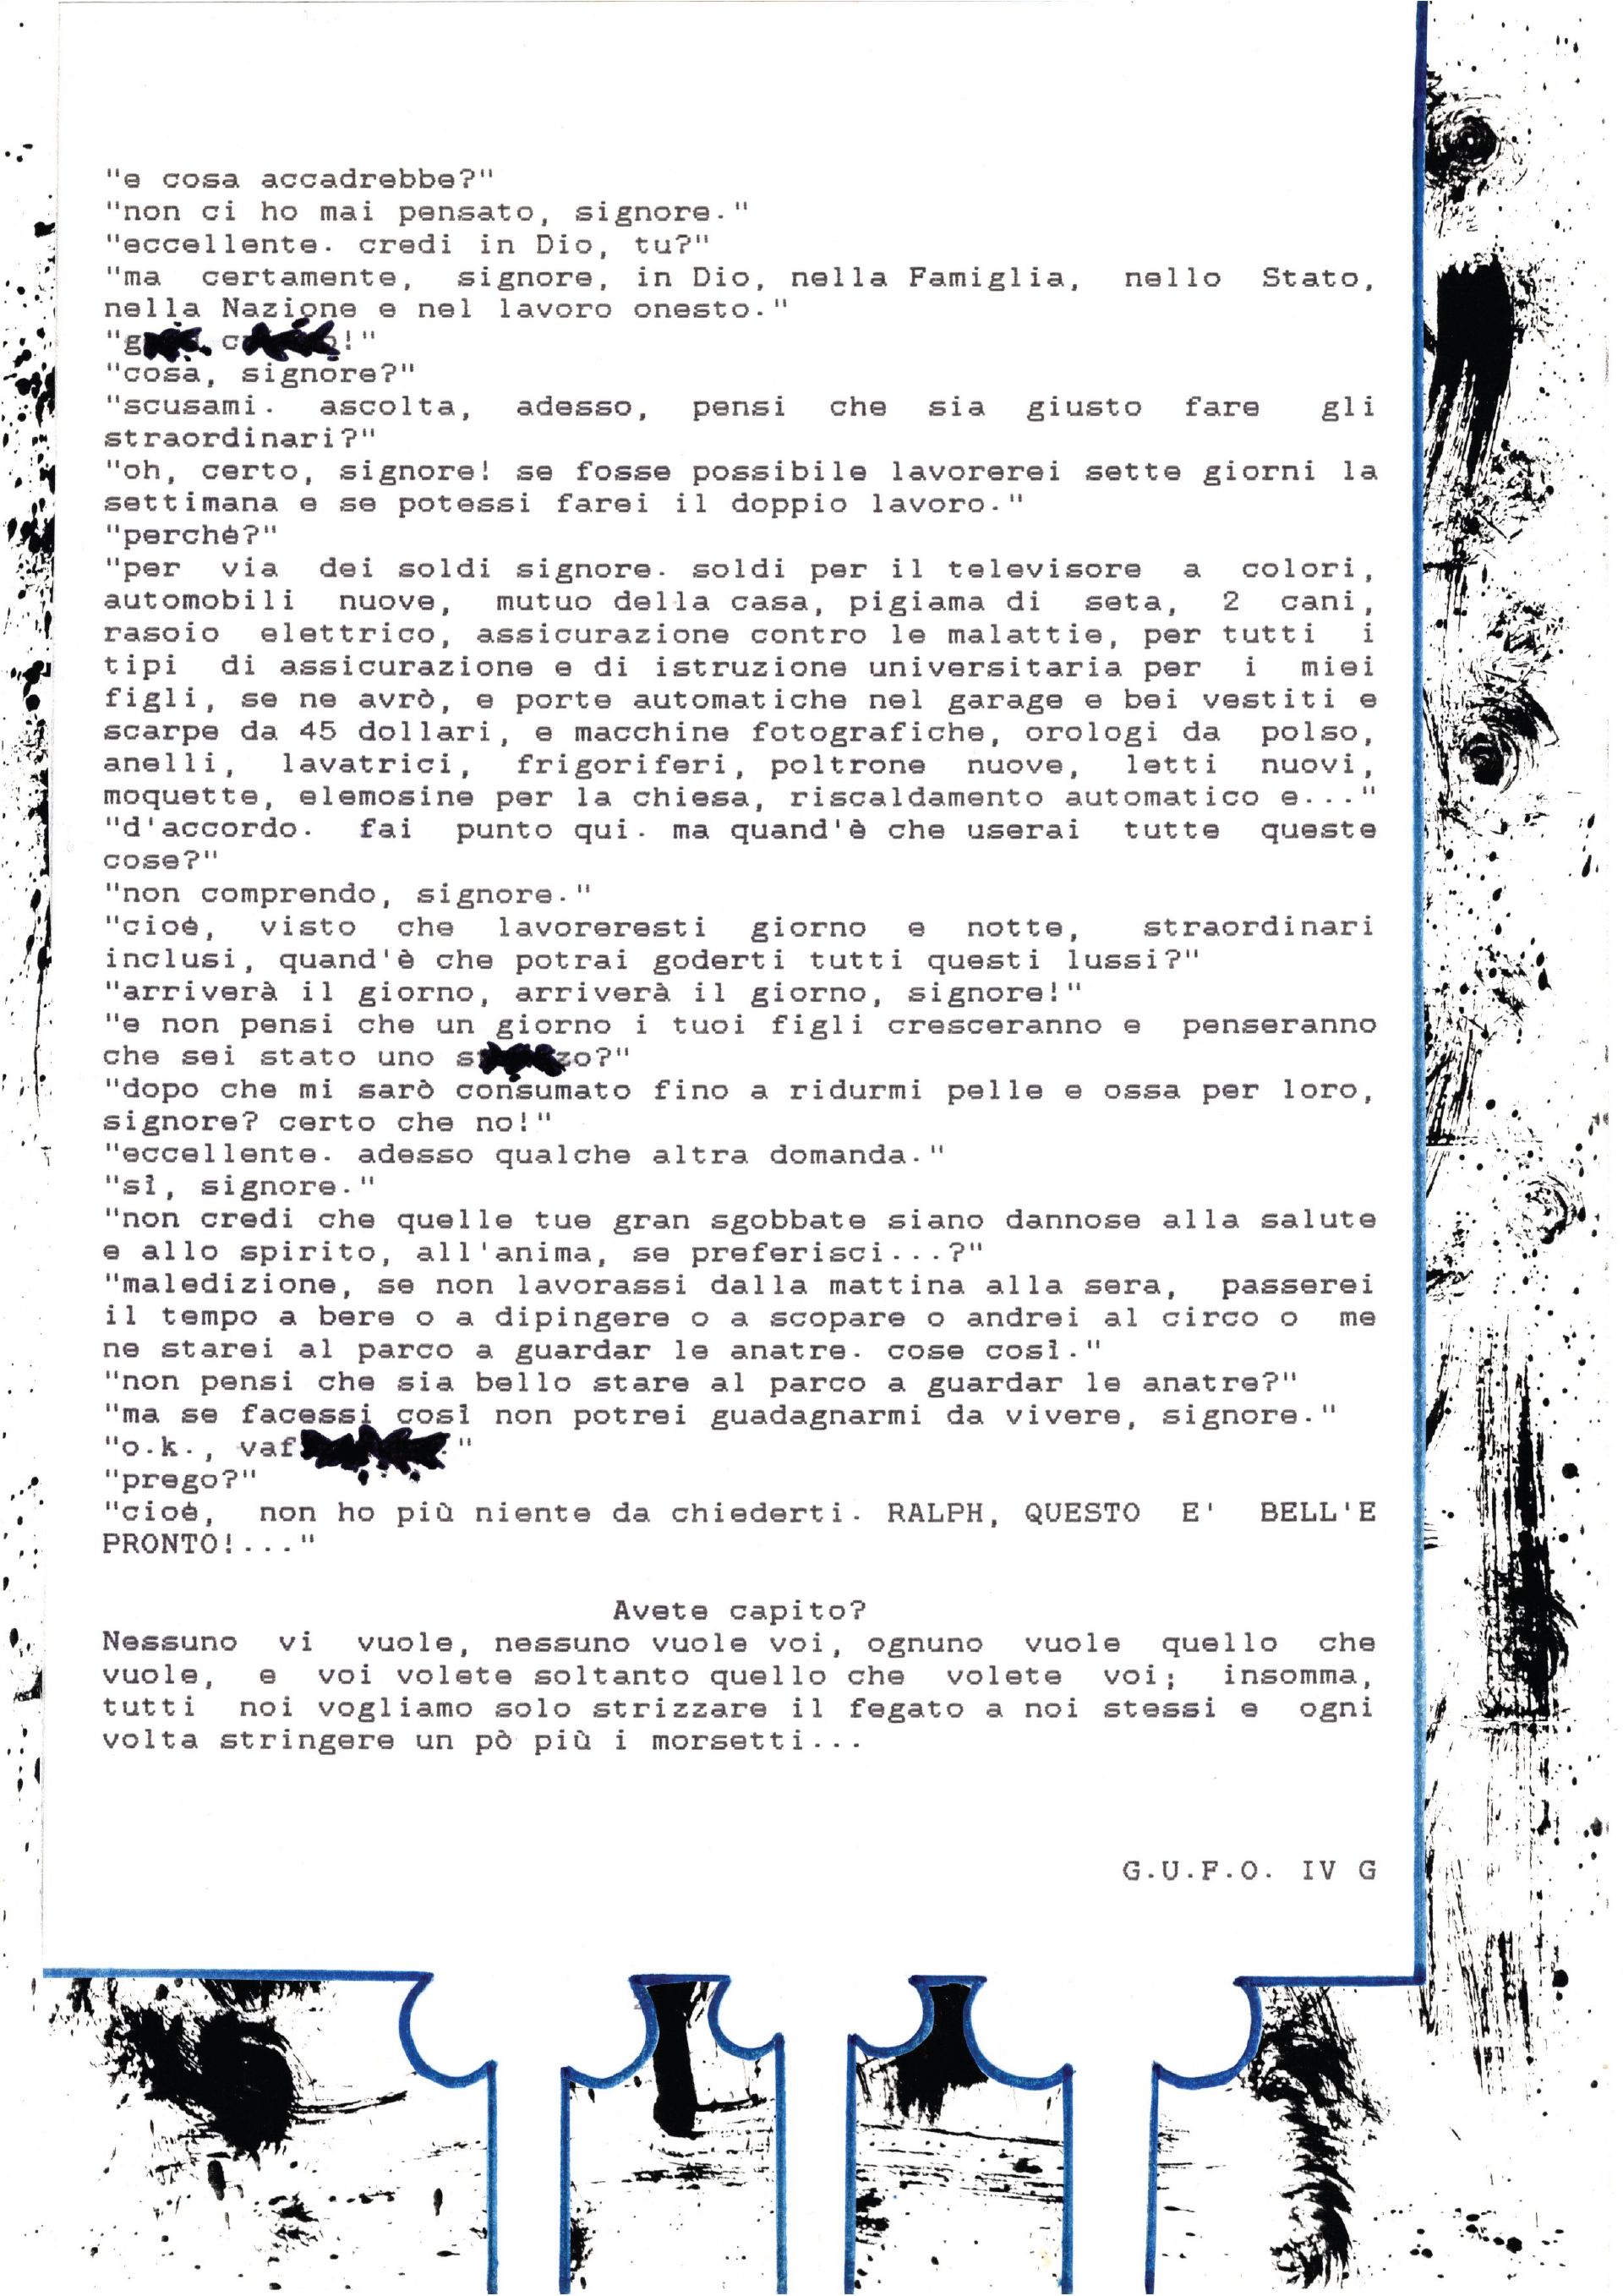 "e cosa accadrebbe?"
"non ci ho mai pensato, signore."
"eccellente. credi in Dio, tu?"
"ma certamente, signore, in Dio, nella Famiglia, nello Stato,
nella Nazione e nel lavoro onesto."
"cosa, signore?"
"scusami. ascolta, adesso, pensi che sia giusto fare gli
straordinari?"
"oh, certo, signore! se fosse possibile lavorerei sette giorni la
settimana e se potessi farei il doppio lavoro."
"perchè?"
"per via dei soldi signore. soldi per il televisore a colori,
automobili nuove, mutuo della casa, pigiama di seta, 2 cani,
rasoio elettrico, assicurazione contro le malattie, per tutti i
tipi di assicurazione e di istruzione universitaria per i miei
figli, se ne avrò, e porte automatiche nel garage e bei vestiti e
scarpe da 45 dollari, e macchine fotografiche, orologi da polso,
anelli, lavatrici, frigoriferi, poltrone nuove, letti nuovi,
moquette, elemosine per la chiesa, riscaldamento automatico e..."
"d'accordo. fai punto qui. ma quand'è che userai tutte queste
cose?"
"non comprendo, signore."
"cioè, visto che lavoreresti giorno e notte, straordinari
inclusi, quand'è che potrai goderti tutti questi lussi?"
"arriverà il giorno, arriverà il giorno, signore!"
"e non pensi che un giorno i tuoi figli cresceranno e penseranno
che sei stato uno
"dopo che mi sarò consumato fino a ridurmi pelle e ossa per loro,
signore? certo che no!"
"eccellente. adesso qualche altra domanda."
"sì, signore."
"non credi che quelle tue gran sgobbate siano dannose alla salute
e allo spirito, all'anima, se preferisci...?"
"maledizione, se non lavorassi dalla mattina alla sera, passerei
il tempo a bere o a dipingere o a scopare o andrei al circo o me
ne starei al parco a guardar le anatre. cose così."
"non pensi che sia bello stare al parco a guardar le anatre?"
"ma se facessi così non potrei guadagnarmi da vivere, signore."
"o.k.,
"prego?"
"cioè, non ho più niente da chiederti. RALPH, QUESTO E' BELL'E
PRONTO!..."
Avete capito?
Nessuno vi vuole, nessuno vuole voi, ognuno vuole quello che
vuole, e voi volete soltanto quello che volete voi; insomma,
tutti noi vogliamo solo strizzare il fegato a noi stessi e ogni
volta stringere un pò più i morsetti...
G.U.F.O. IV G